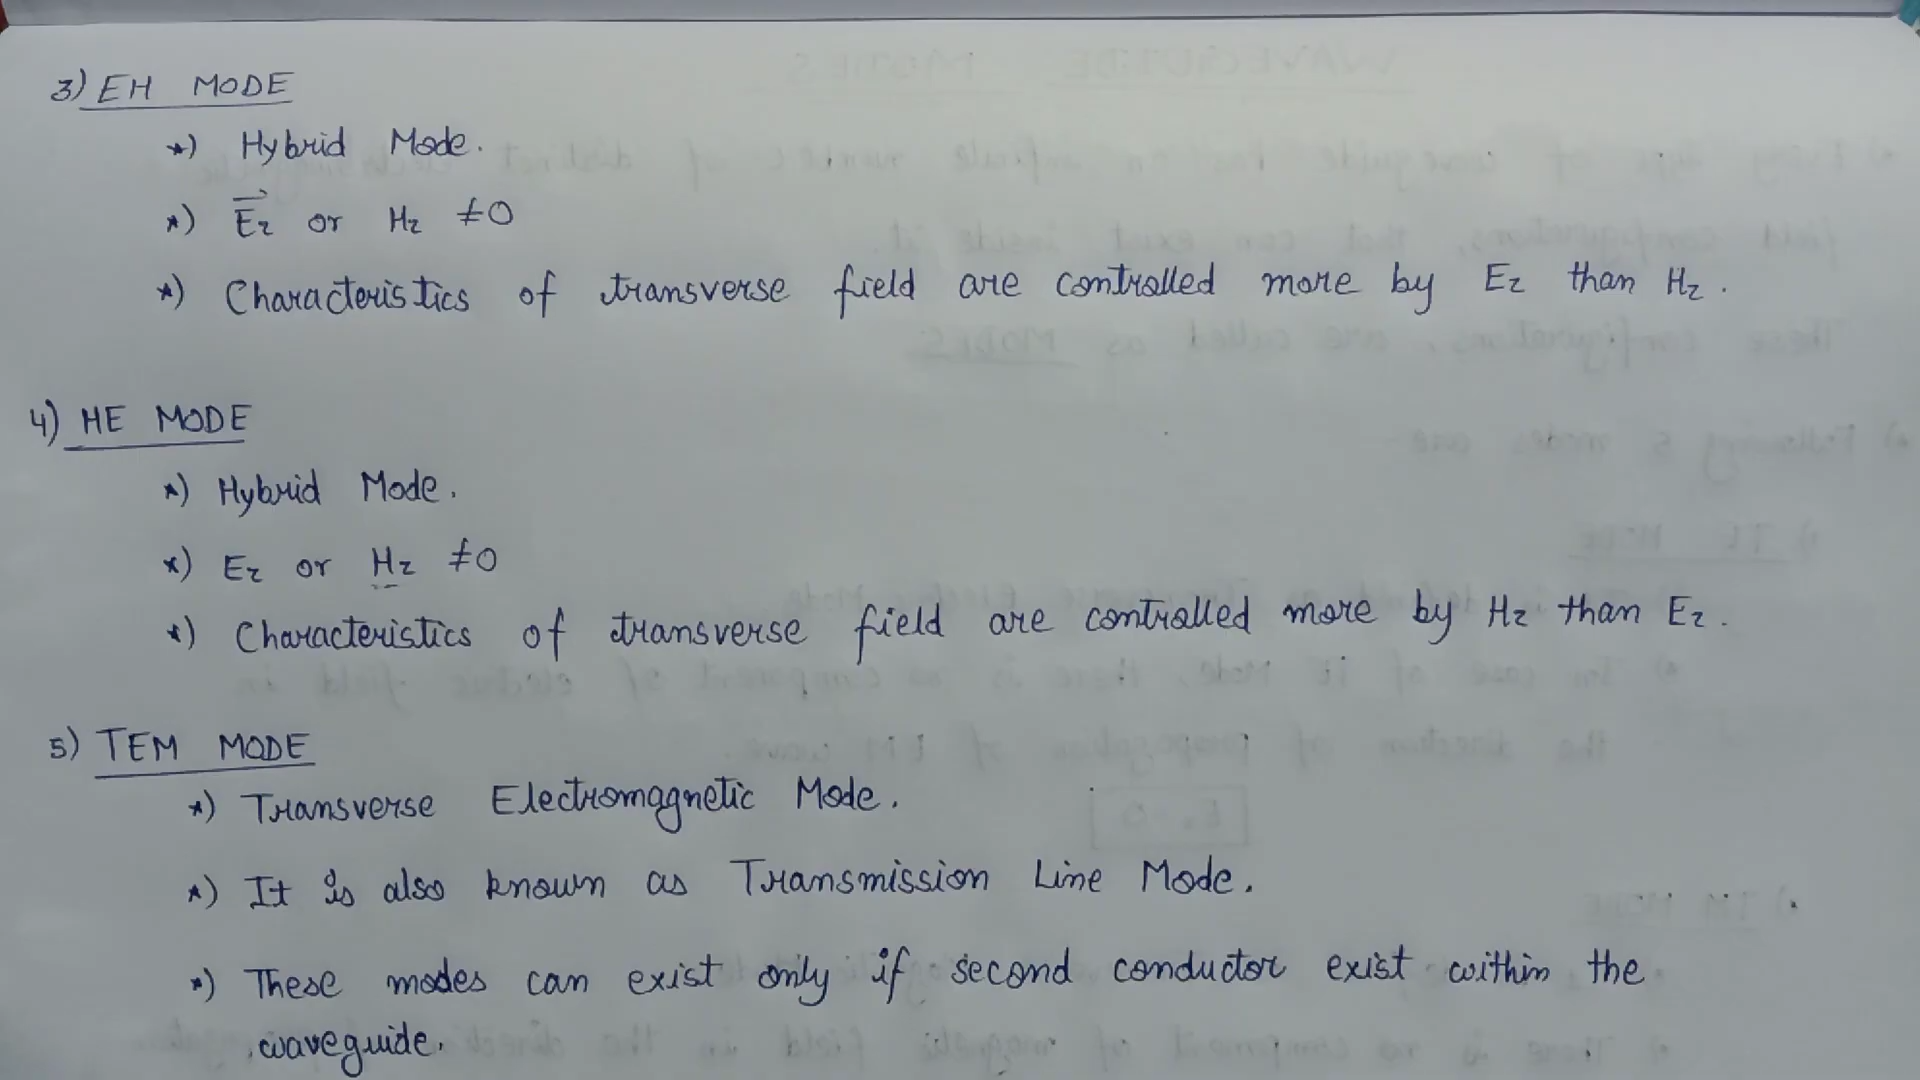 3) EH MODE
*) Hybrid Mode.
*) E⃗z or Hz ≠0
*) Characteristics of transverse field are controlled more by Ez than Hz.
4) HE MODE
*) Hybrid Mode.
*) Ez or Hz ≠0
*) Characteristics of transverse field are controlled more by Hz than Ez.
5) TEM MODE
*) Transverse Electromagnetic Mode.
*) It is also known as Transmission Line Mode.
*) These modes can exist only if second conductor exist within the
waveguide.